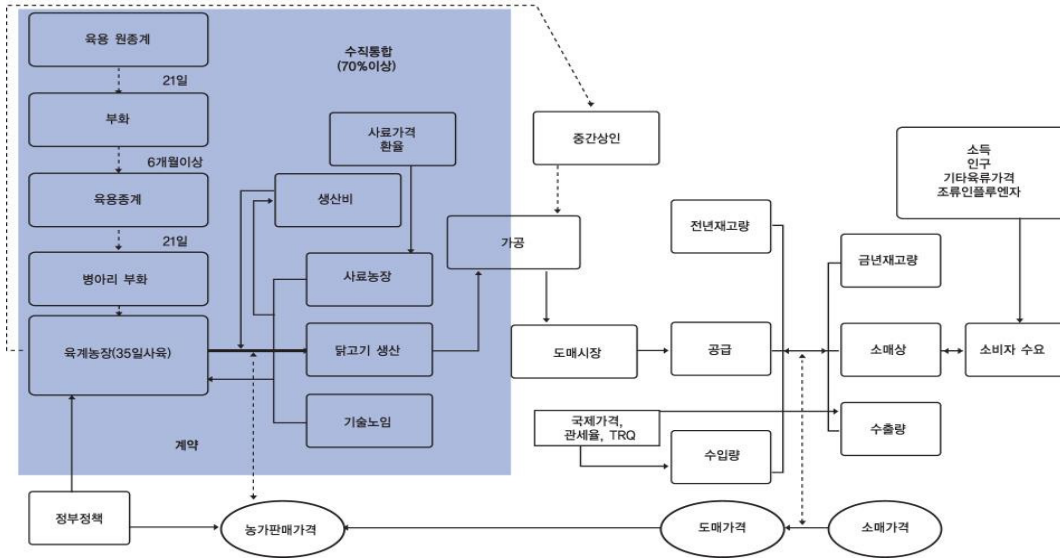 육용 원종계
수직통합
(70%이상)
21일
부화
사료가격
환율
중간상인
소득
인구
기타육류가격
조류인플루엔자
6개월이상
육용종계
생산비
전년재고량
가공
21일
병아리 부화
사료농장
금년재고량
육계농장(35일사육)
닭고기 생산
도매시장
공급
소매상
소비자 수요
기술노임
국제가격,
관세율, TRQ
수출량
계약
수입량
정부정책
농가판매가격
도매가격
소매가격